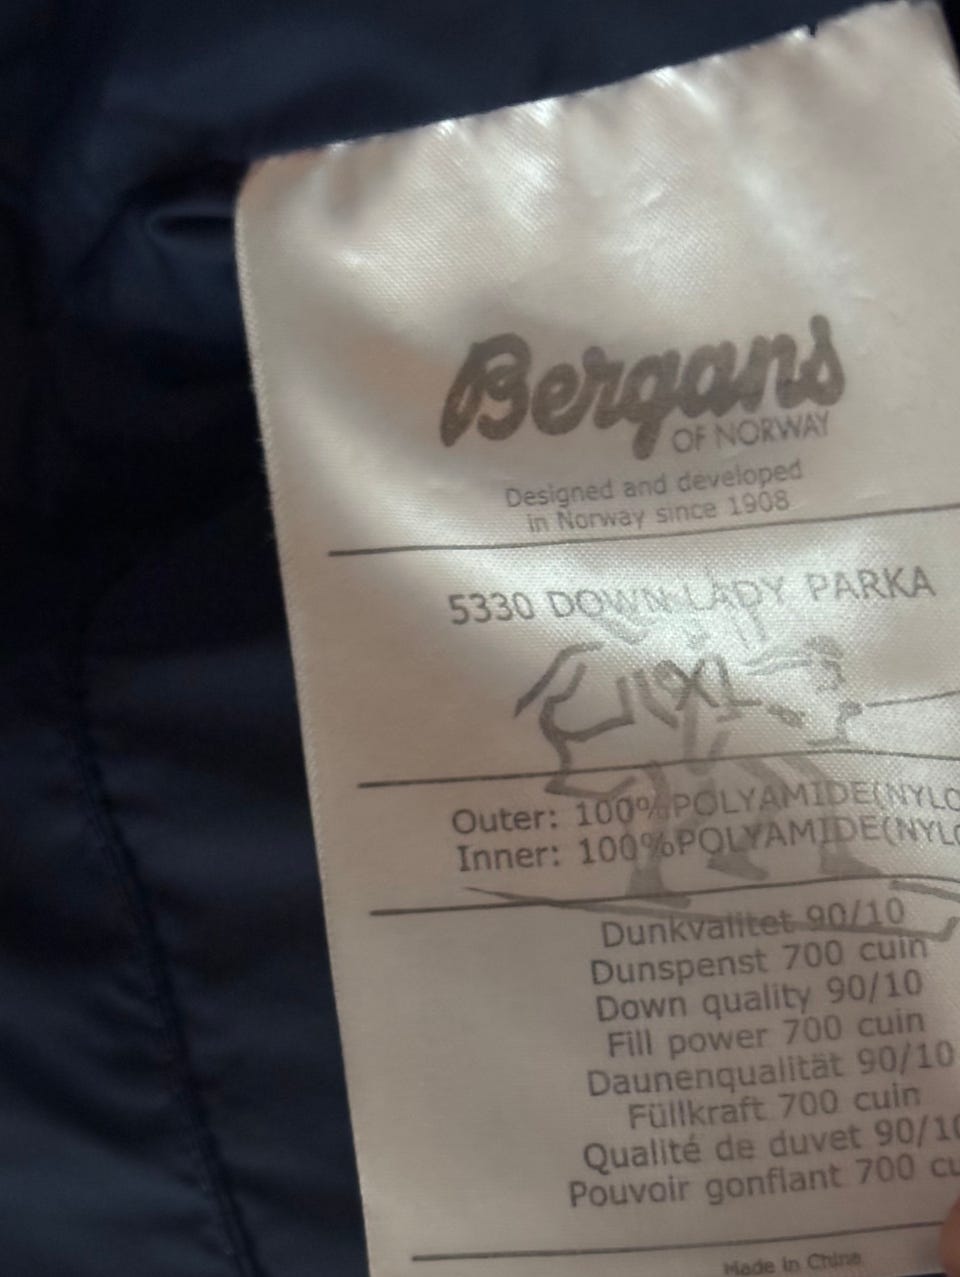 Bergans
OF NORWAY
Designed and developed
in Norway since 1908
5330 DOWN LADY PARKA
XL
Outer: 100%POLYAMIDE(NYLO
Inner: 100%POLYAMIDE(NYLO
Dunkvalitet 90/10
Dunspenst 700 cuin
Down quality 90/10
Fill power 700 cuin
Daunenqualität 90/10
Füllkraft 700 cuin
Qualité de duvet 90/10
Pouvoir gonflant 700 cu
Made in China